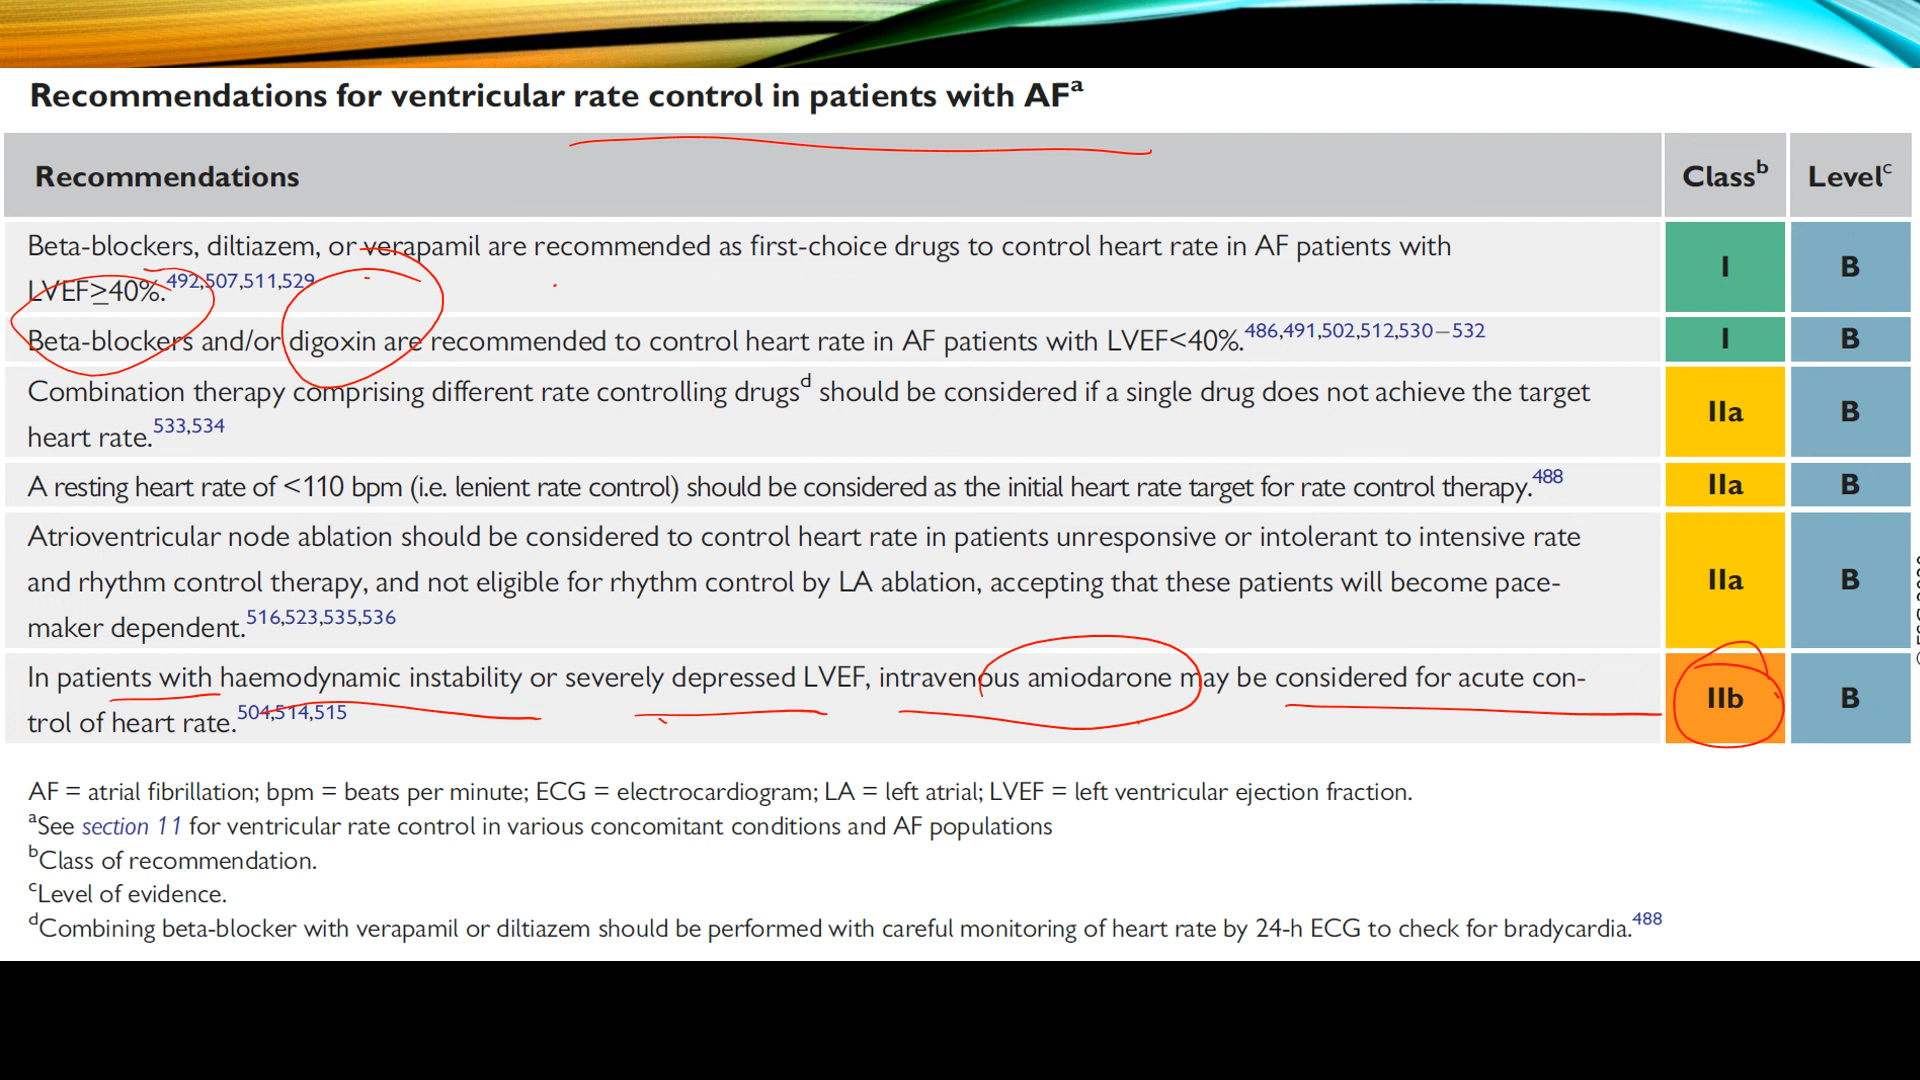 Recommendations for ventricular rate control in patients with AFa
Recommendations Classb Levelc
Beta-blockers, diltiazem, or verapamil are recommended as first-choice drugs to control heart rate in AF patients with
LVEF≥40%.492,507,511,529 I B
Beta-blockers and/or digoxin are recommended to control heart rate in AF patients with LVEF<40%.486,491,502,512,530–532 I B
Combination therapy comprising different rate controlling drugsd should be considered if a single drug does not achieve the target
heart rate.533,534 IIa B
A resting heart rate of <110 bpm (i.e. lenient rate control) should be considered as the initial heart rate target for rate control therapy.488 IIa B
Atrioventricular node ablation should be considered to control heart rate in patients unresponsive or intolerant to intensive rate
and rhythm control therapy, and not eligible for rhythm control by LA ablation, accepting that these patients will become pace-
maker dependent.516,523,535,536 IIa B
In patients with haemodynamic instability or severely depressed LVEF, intravenous amiodarone may be considered for acute con-
trol of heart rate.504,514,515 IIb B
AF = atrial fibrillation; bpm = beats per minute; ECG = electrocardiogram; LA = left atrial; LVEF = left ventricular ejection fraction.
aSee section 11 for ventricular rate control in various concomitant conditions and AF populations
bClass of recommendation.
cLevel of evidence.
dCombining beta-blocker with verapamil or diltiazem should be performed with careful monitoring of heart rate by 24-h ECG to check for bradycardia.488